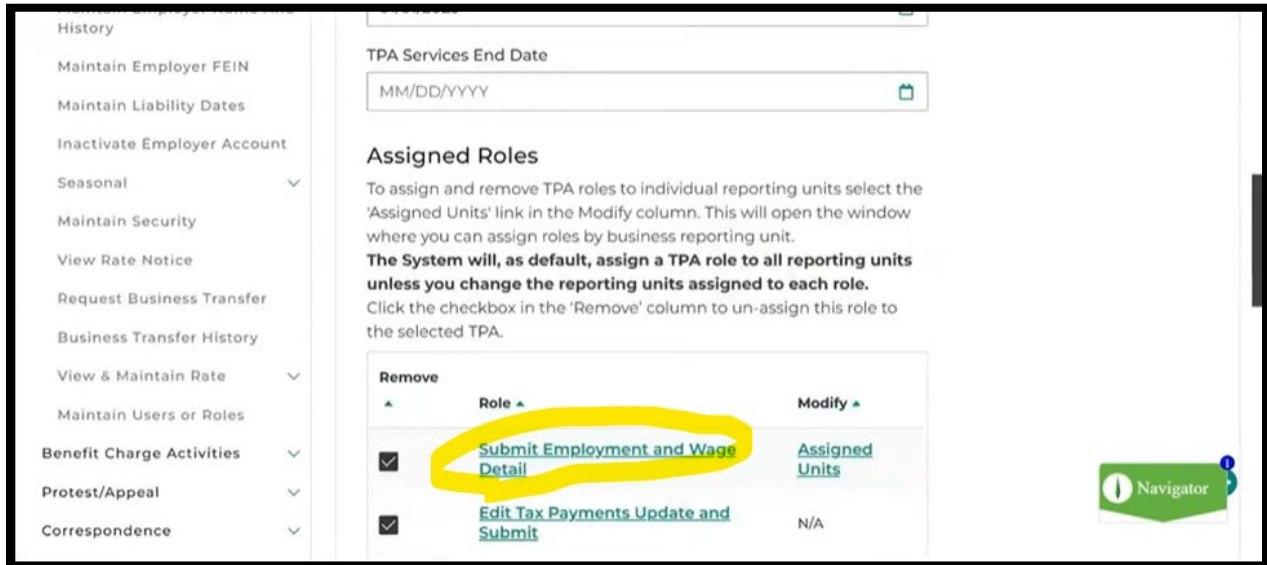 History
Maintain Employer FEIN
Maintain Liability Dates
Inactivate Employer Account
Seasonal
Maintain Security
View Rate Notice
Request Business Transfer
Business Transfer History
View & Maintain Rate
Maintain Users or Roles
Benefit Charge Activities
Protest/Appeal
Correspondence
TPA Services End Date
MM/DD/YYYY
Assigned Roles
To assign and remove TPA roles to individual reporting units select the
'Assigned Units' link in the Modify column. This will open the window
where you can assign roles by business reporting unit.
The System will, as default, assign a TPA role to all reporting units
unless you change the reporting units assigned to each role.
Click the checkbox in the 'Remove' column to un-assign this role to
the selected TPA.
Remove
Role Modify
Submit Employment and Wage Assigned
Detail Units
Edit Tax Payments Update and
Submit
N/A
1
Navigator